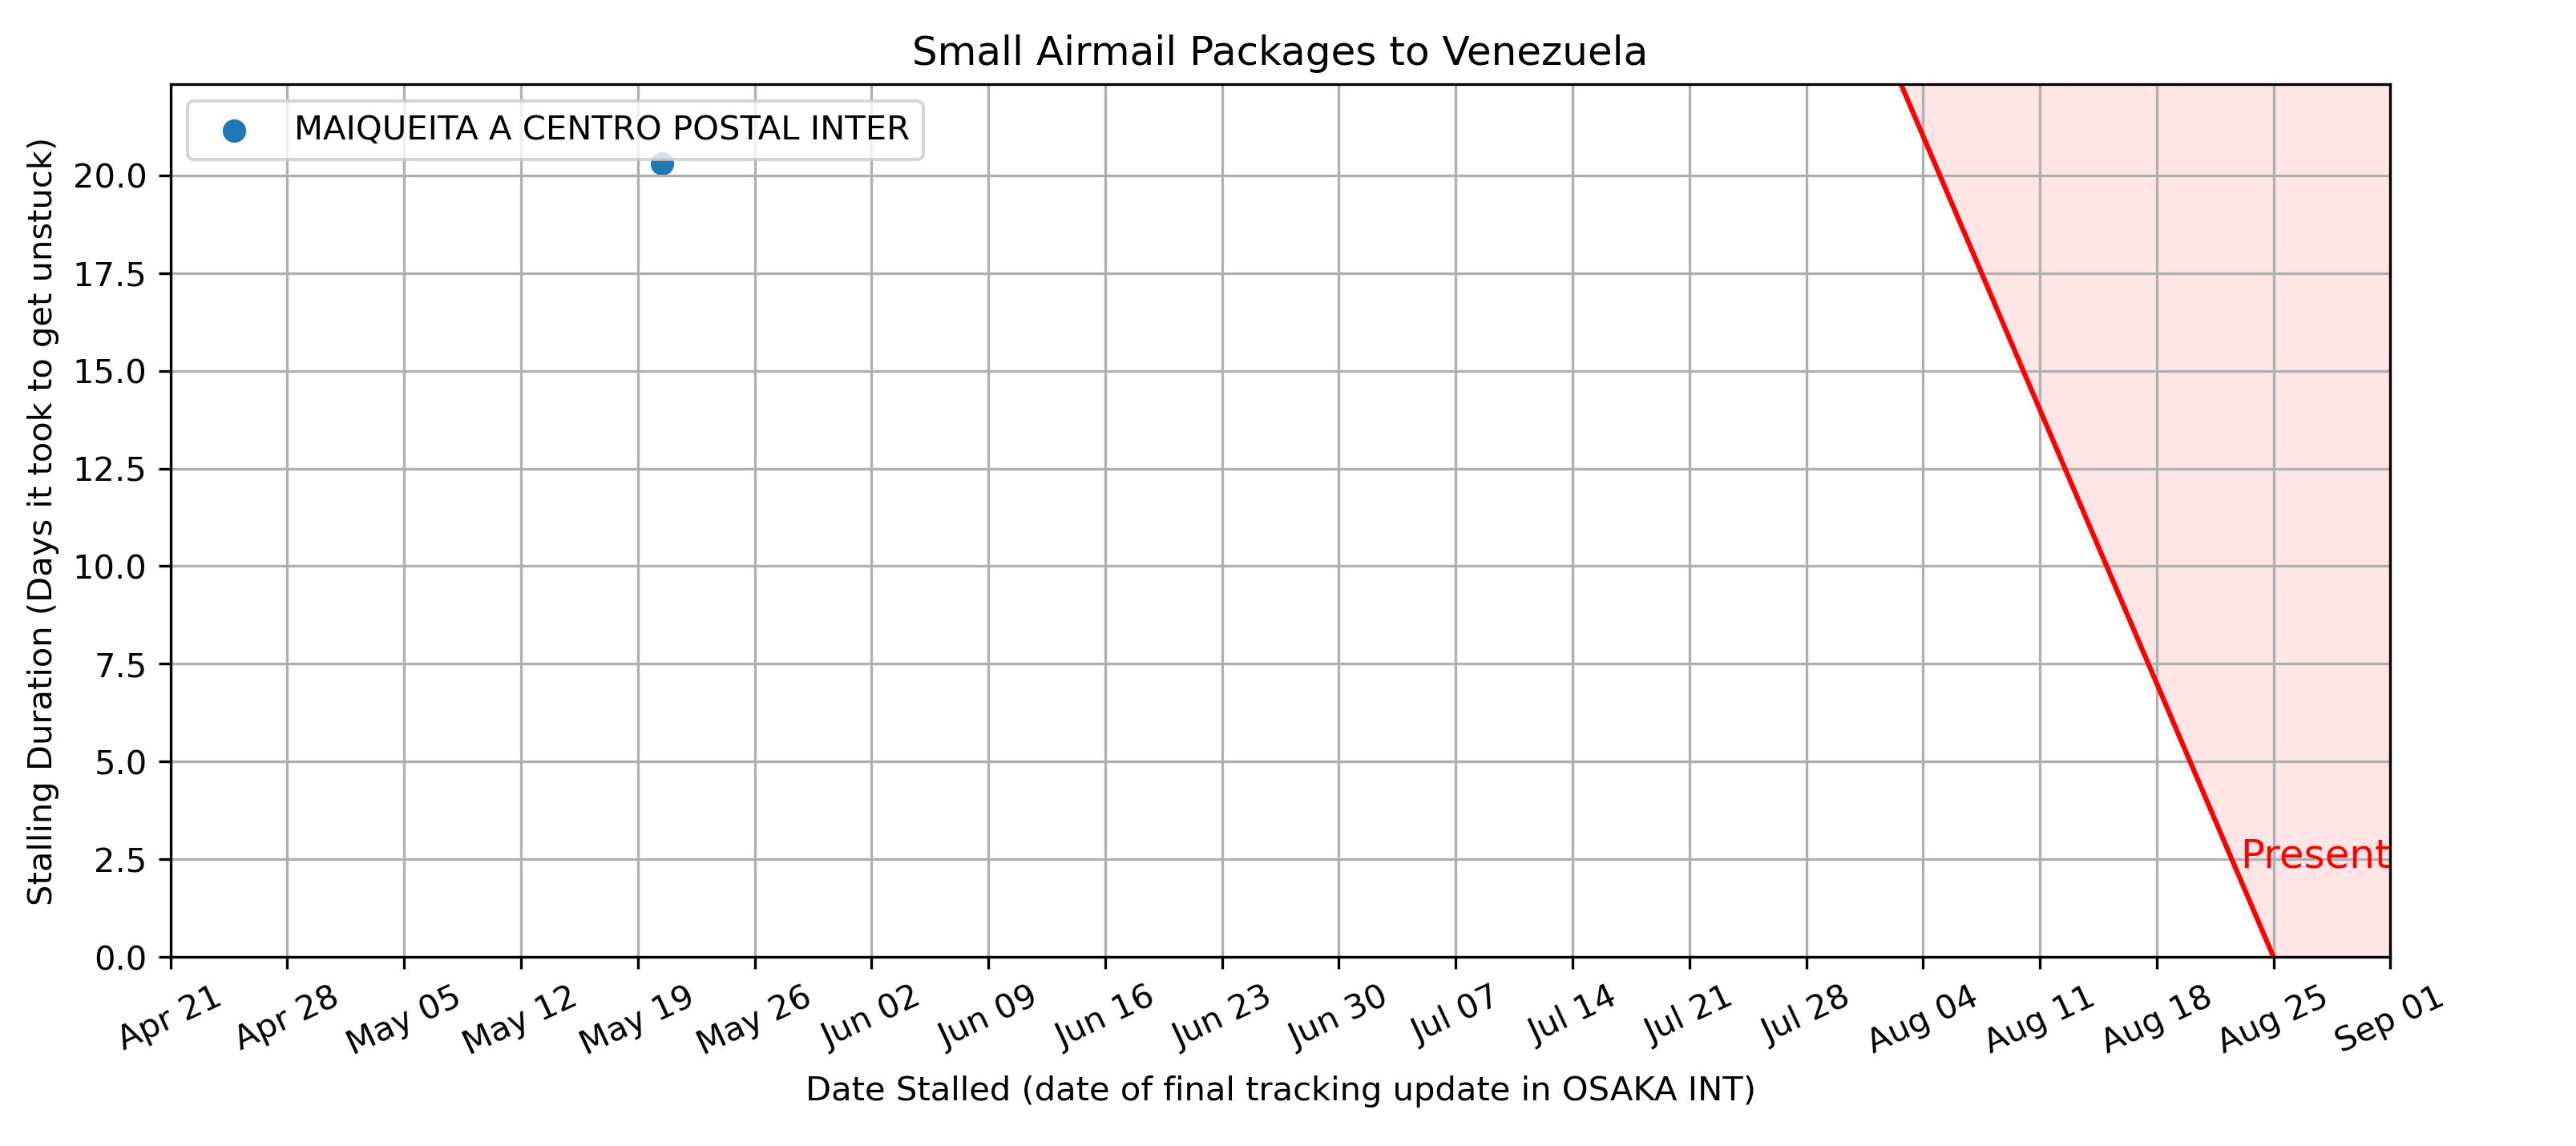 Small Airmail Packages to Venezuela
MAIQUEITA A CENTRO POSTAL INTER
Stalling Duration (Days it took to get unstuck)
20.0
17.5
15.0
12.5
10.0
7.5
5.0
2.5
0.0
Present
Apr 21
Apr 28
May 05
May 12
May 19
May 26
Jun 02
Jun 09
Jun 16
Jun 23
Jun 30
Jul 07
Jul 14
Jul 21
Jul 28
Aug 04
Aug 11
Aug 18
Aug 25
Sep 01
Date Stalled (date of final tracking update in OSAKA INT)